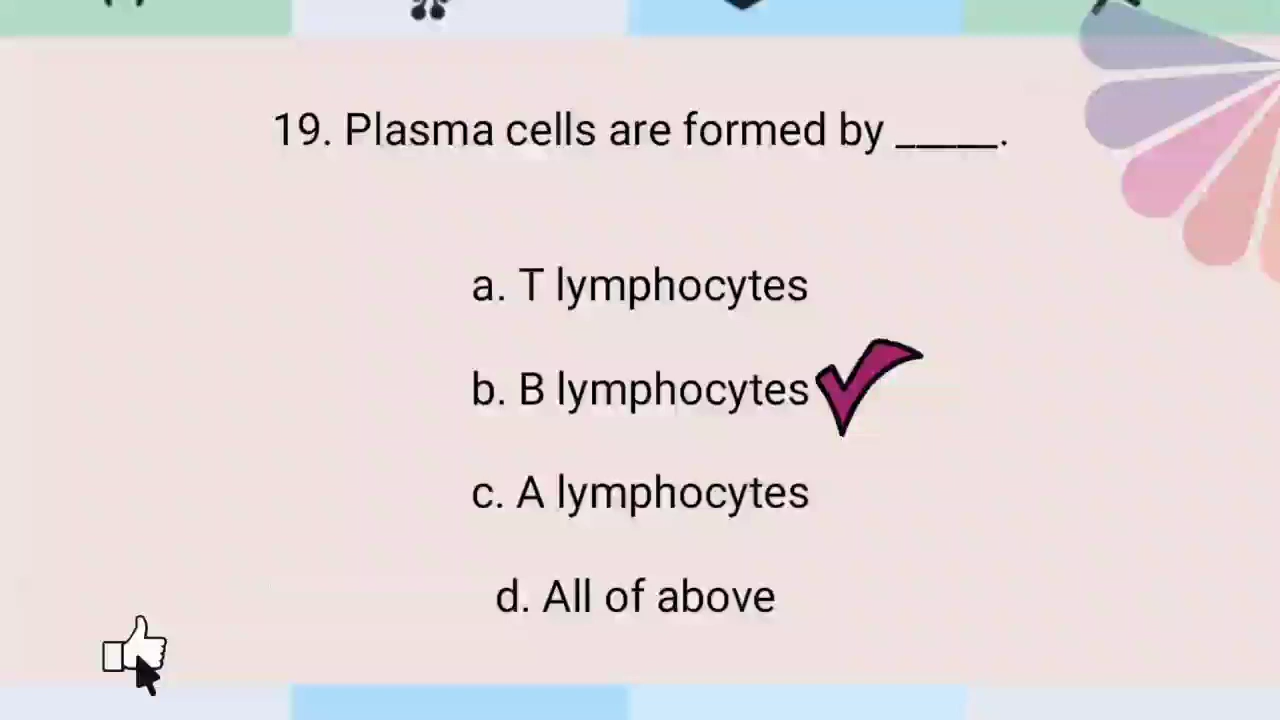 19. Plasma cells are formed by _____.
a. T lymphocytes
b. B lymphocytes
c. A lymphocytes
d. All of above